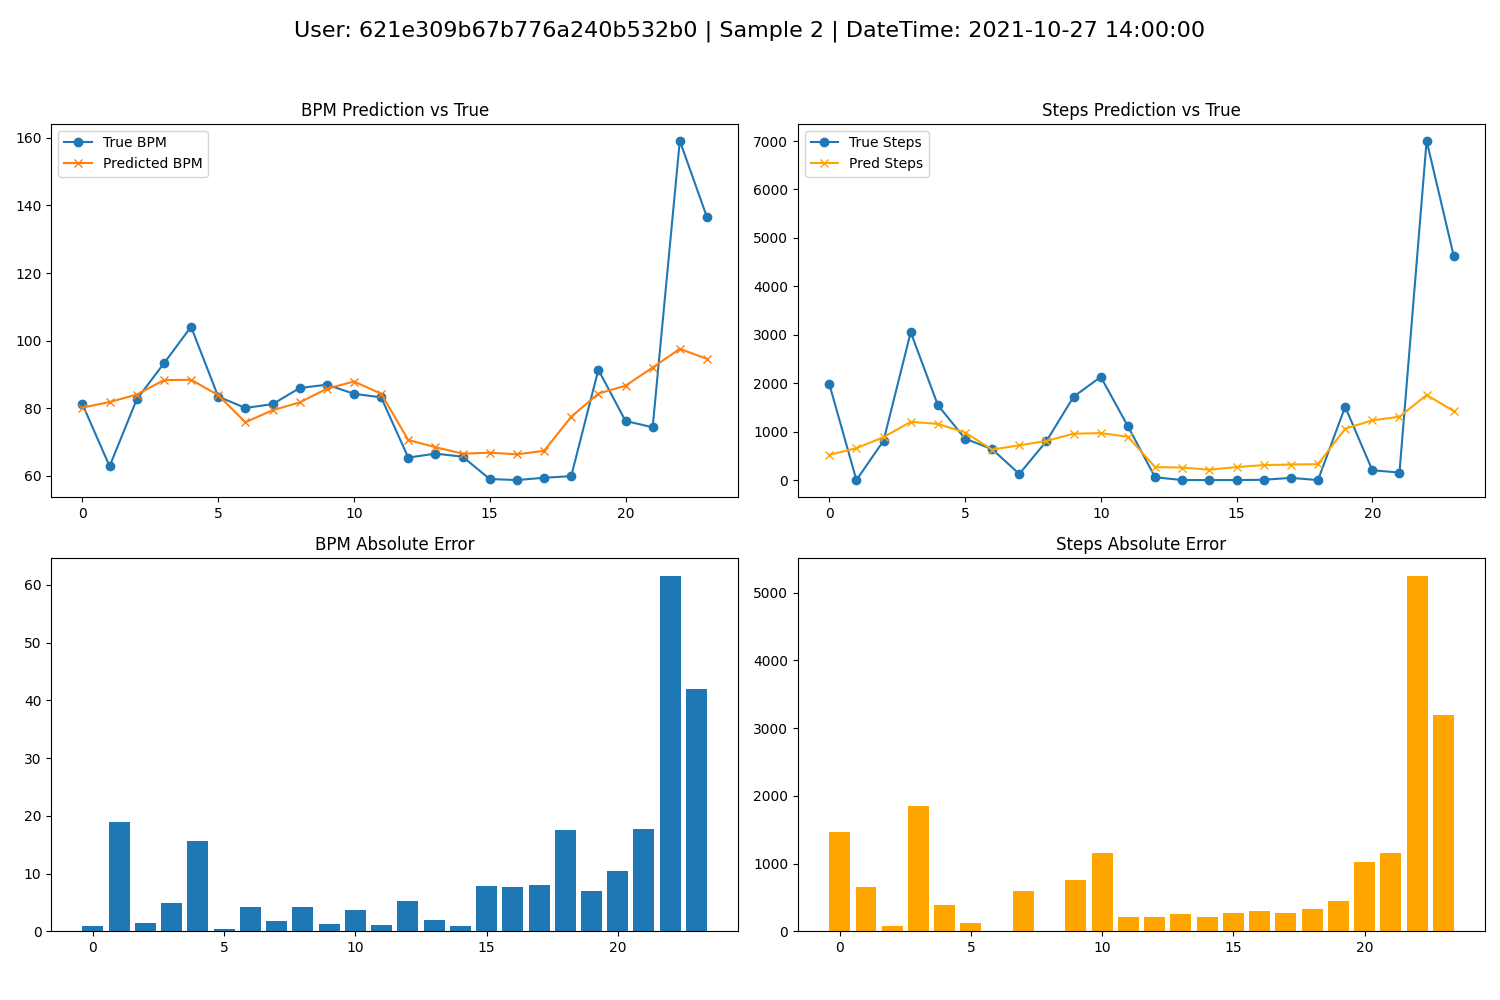 User: 621e309b67b776a240b532b0 | Sample 2 | DateTime: 2021-10-27 14:00:00
BPM Prediction vs True
True BPM
Predicted BPM
160
140
120
100
80
60
0 5 10 15 20
Steps Prediction vs True
True Steps
Pred Steps
7000
6000
5000
4000
3000
2000
1000
0
0 5 10 15 20
BPM Absolute Error
60
50
40
30
20
10
0
0 5 10 15 20
Steps Absolute Error
5000
4000
3000
2000
1000
0
0 5 10 15 20